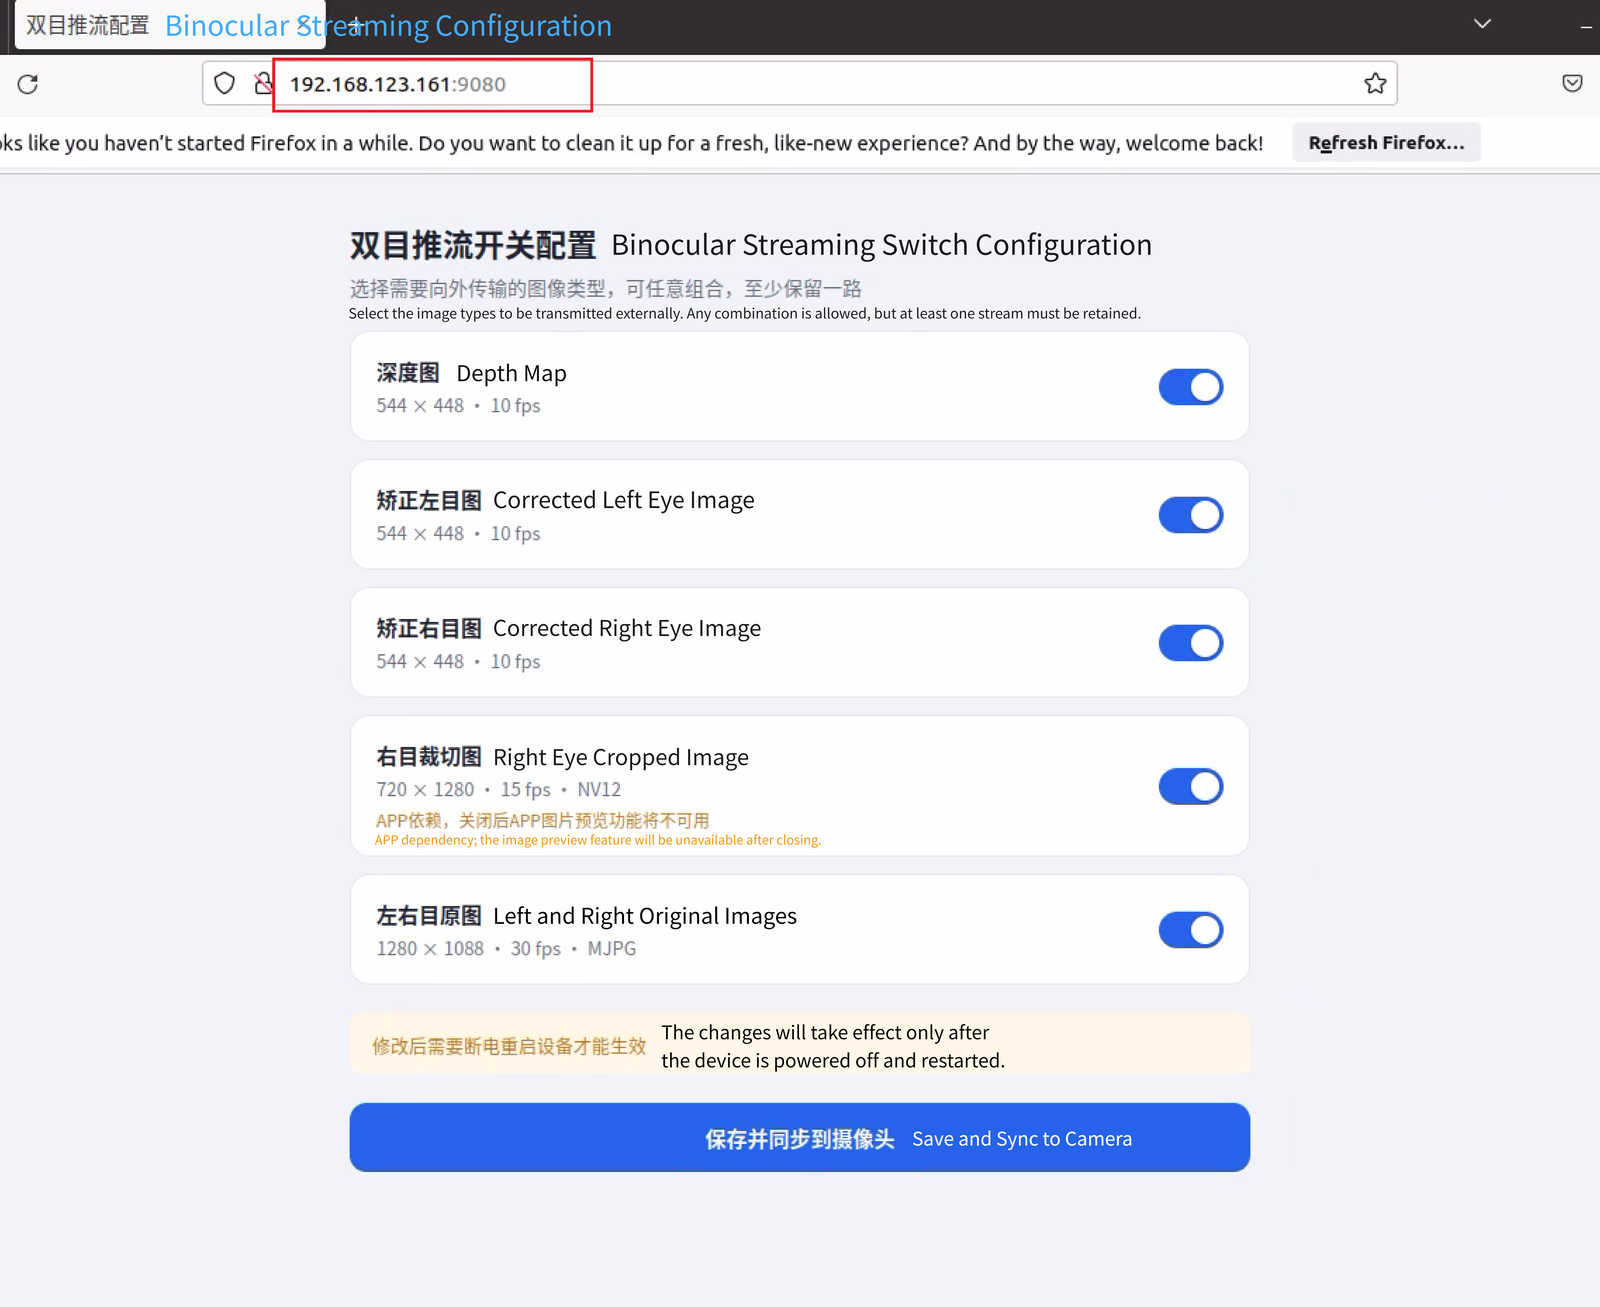 双目推流配置 Binocular Streaming Configuration
192.168.123.161:9080
oks like you haven't started Firefox in a while. Do you want to clean it up for a fresh, like-new experience? And by the way, welcome back! Refresh Firefox...
双目推流开关配置 Binocular Streaming Switch Configuration
选择需要向外传输的图像类型，可任意组合，至少保留一路
Select the image types to be transmitted externally. Any combination is allowed, but at least one stream must be retained.
深度图 Depth Map
544 × 448 • 10 fps
矫正左目图 Corrected Left Eye Image
544 × 448 • 10 fps
矫正右目图 Corrected Right Eye Image
544 × 448 • 10 fps
右目裁切图 Right Eye Cropped Image
720 × 1280 • 15 fps • NV12
APP依赖，关闭后APP图片预览功能将不可用
APP dependency; the image preview feature will be unavailable after closing.
左右目原图 Left and Right Original Images
1280 × 1088 • 30 fps • MJPG
修改后需要断电重启设备才能生效 The changes will take effect only after
the device is powered off and restarted.
保存并同步到摄像头 Save and Sync to Camera